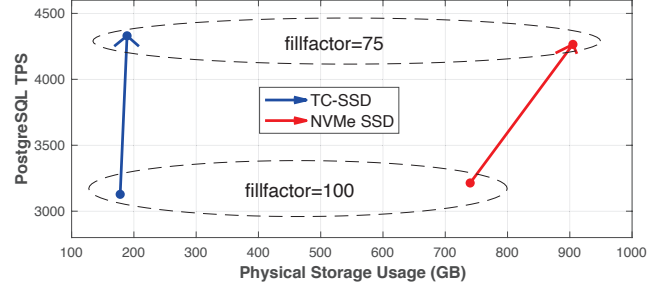 4500
4000
3500
3000
PostgreSQL TPS
fillfactor=75
TC-SSD
NVMe SSD
fillfactor=100
100 200 300 400 500 600 700 800 900 1000
Physical Storage Usage (GB)